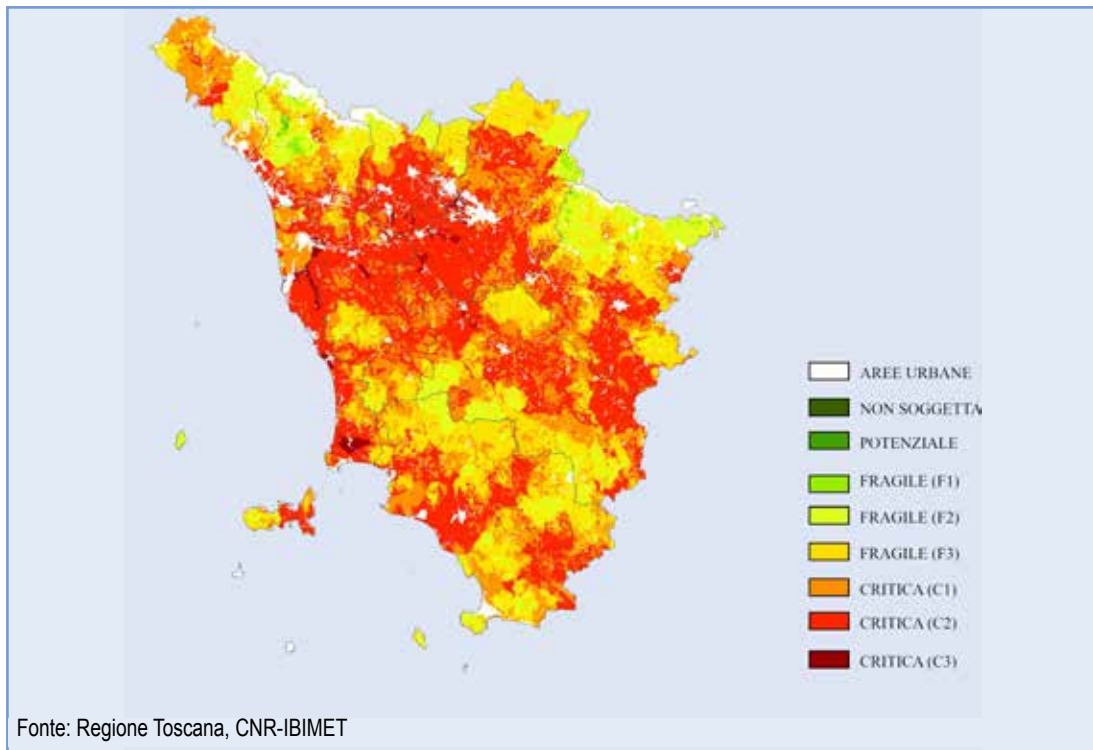 AREE URBANE
NON SOGGETTA
POTENZIALE
FRAGILE (F1)
FRAGILE (F2)
FRAGILE (F3)
CRITICA (C1)
CRITICA (C2)
CRITICA (C3)
Fonte: Regione Toscana, CNR-IBIMET